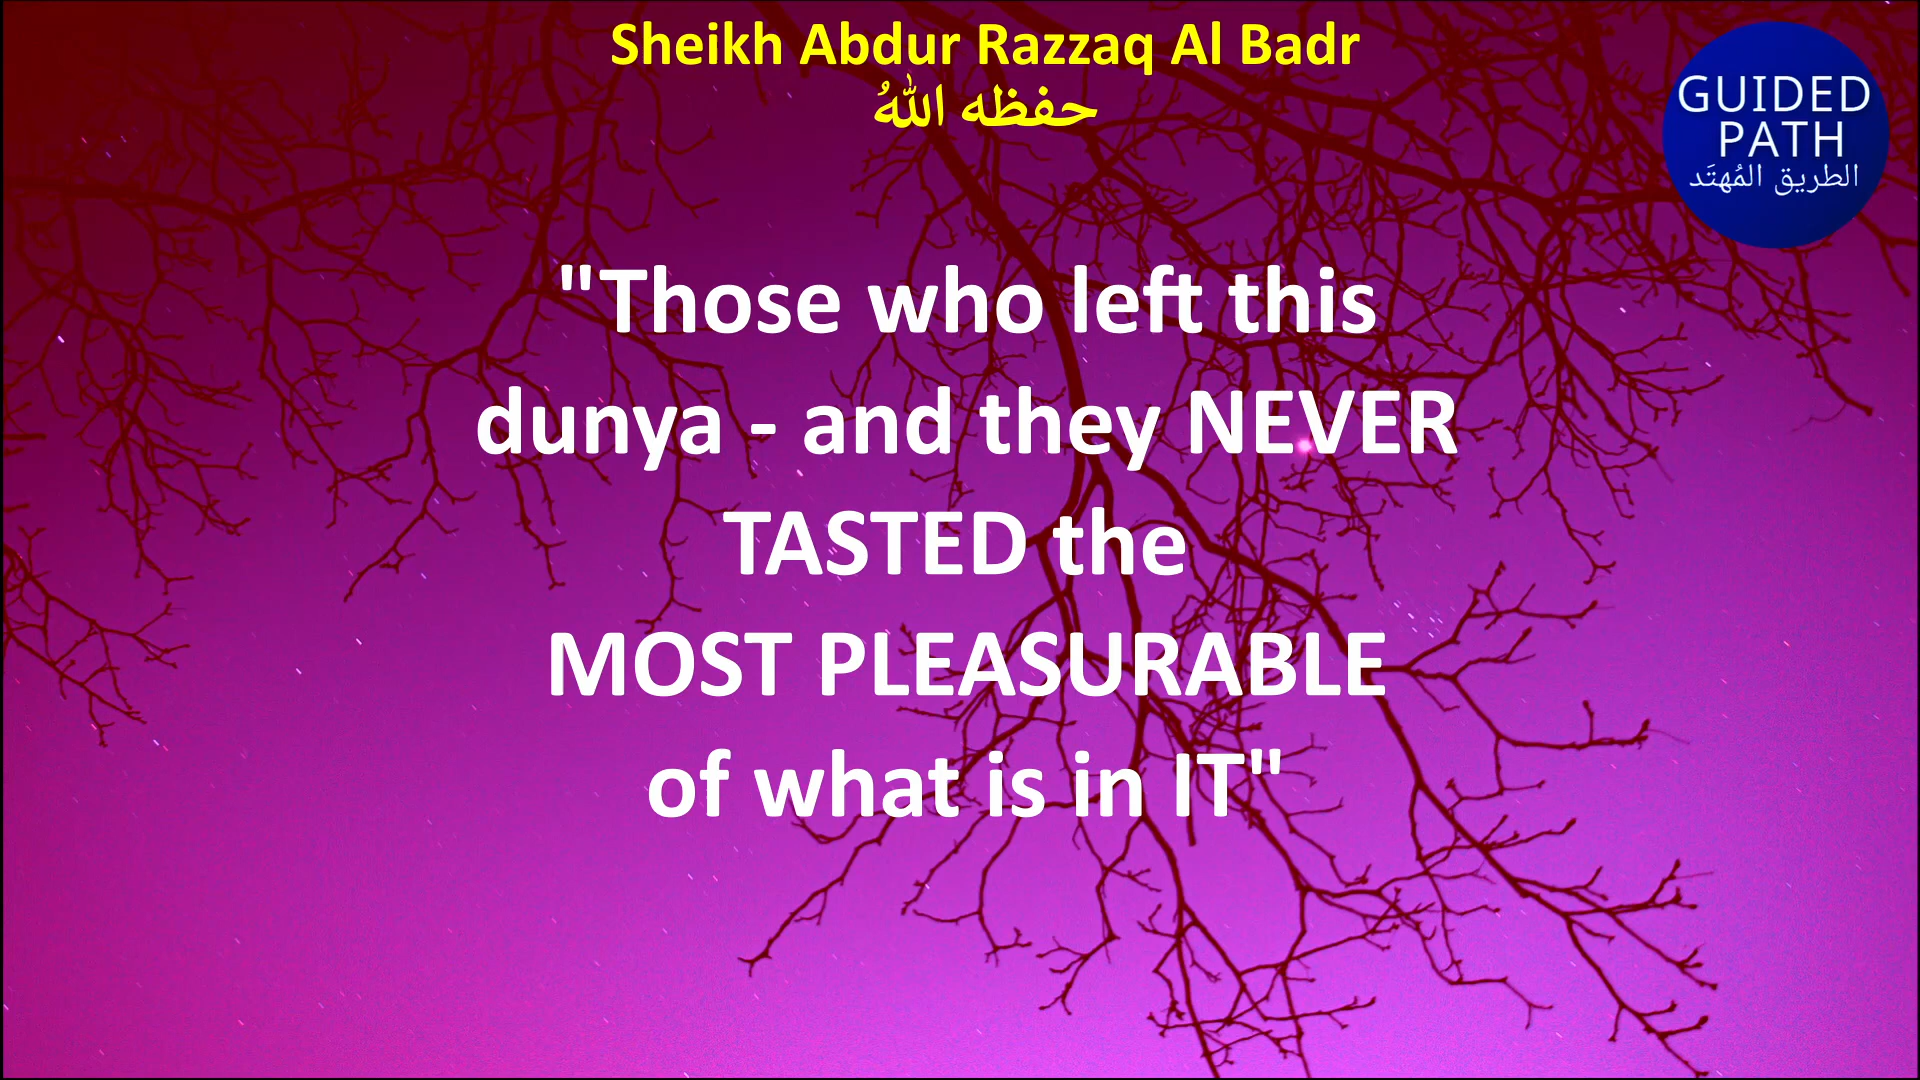 Sheikh Abdur Razzaq Al Badr
حفظه اللهُ
GUIDED
PATH
الطريق المُهتَد
"Those who left this
dunya - and they NEVER
TASTED the
MOST PLEASURABLE
of what is in IT"